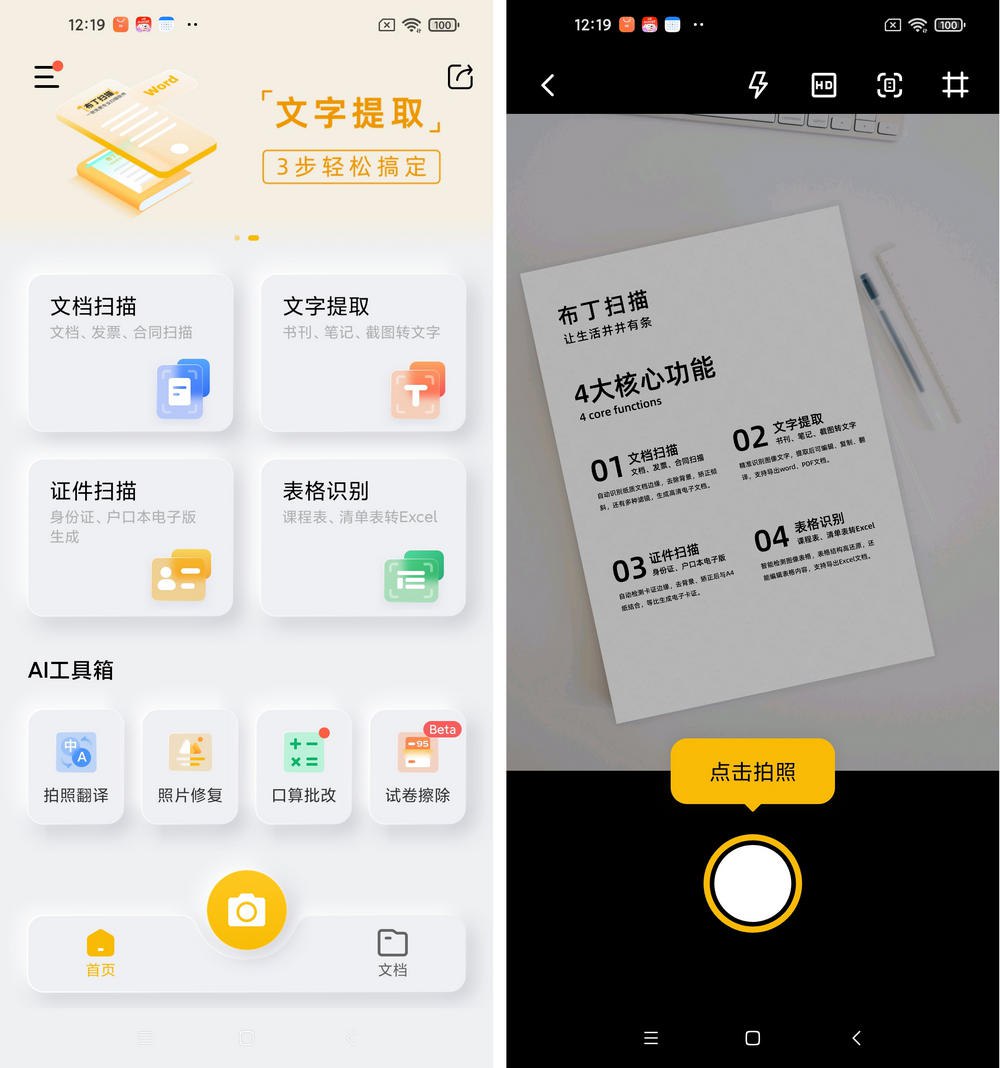 12:19
100
布丁扫描
Word
文字提取
3步轻松搞定
文档扫描
文档、发票、合同扫描
文字提取
书刊、笔记、截图转文字
证件扫描
身份证、户口本电子版
生成
表格识别
课程表、清单表转Excel
AI工具箱
中
A
拍照翻译
照片修复
口算批改
Beta
95
试卷擦除
首页
文档
12:19
100
HD
布丁扫描
让生活井井有条
4大核心功能
4 core functions
01 文档扫描
文档、发票、合同扫描
自动识别纸质文档边缘，去除背景，矫正倾
斜，还有多种滤镜，生成高清电子文档。
02 文字提取
书刊、笔记、截图转文字
精准识别图像文字，提取后可编辑、复制、翻
译，支持导出word、PDF文档。
03 证件扫描
身份证、户口本电子版
自动检测卡证边缘，去背景、矫正后与A4
纸结合，等比生成电子卡证。
04 表格识别
课程表、清单表转Excel
智能检测图像表格，表格结构高还原，还
能编辑表格内容，支持导出Excel文档。
点击拍照